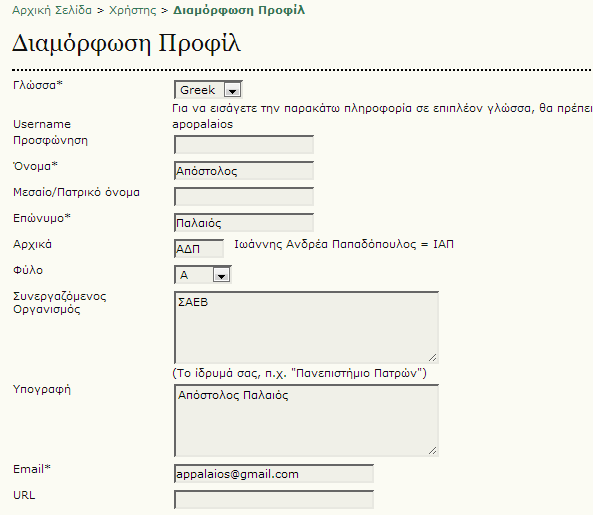 Αρχική Σελίδα > Χρήστης > Διαμόρφωση Προφίλ
Διαμόρφωση Προφίλ
Γλώσσα* Greek
Για να εισάγετε την παρακάτω πληροφορία σε επιπλέον γλώσσα, θα πρέπει
Username apopalaios
Προσφώνηση
Όνομα* Απόστολος
Μεσαίο/Πατρικό όνομα
Επώνυμο* Παλαιός
Αρχικά ΑΔΠ Ιωάννης Ανδρέα Παπαδόπουλος = ΙΑΠ
Φύλο Α
Συνεργαζόμενος ΣΑΕΒ
Οργανισμός
(Το ίδρυμά σας, π.χ. "Πανεπιστήμιο Πατρών")
Υπογραφή Απόστολος Παλαιός
Email* appalaios@gmail.com
URL